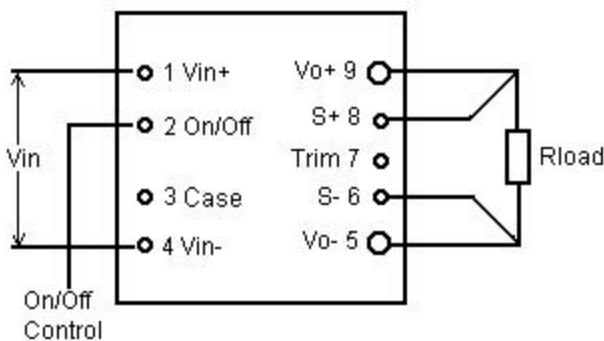 1 Vin+
Vo+ 9
2 On/Off
S+ 8
Trim 7
Vin
Rload
3 Case
S- 6
4 Vin-
Vo- 5
On/Off
Control